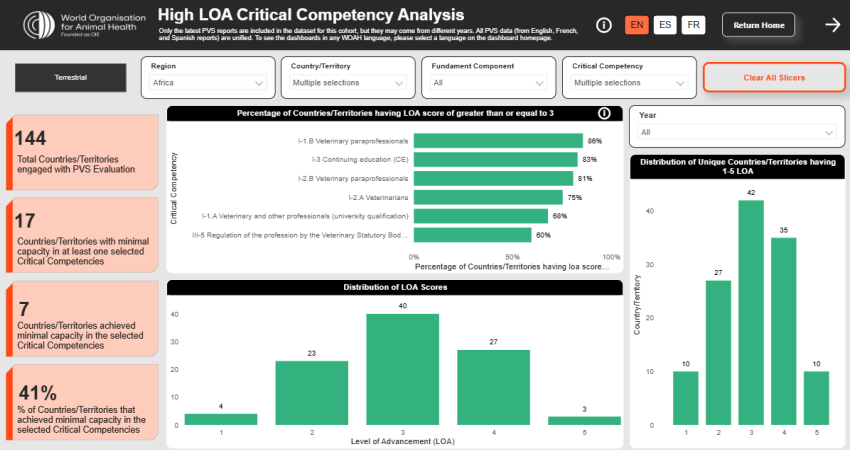 World Organisation
for Animal Health
Founded as OIE
High LOA Critical Competency Analysis
Only the latest PVS reports are included in the dataset for this cohort, but they may come from different years. All PVS data (from English, French,
and Spanish reports) are unified. To see the dashboards in any WOAH language, please select a language on the dashboard homepage.
EN
ES
FR
Return Home
Terrestrial
Region
Africa
Country/Territory
Multiple selections
Fundament Component
All
Critical Competency
Multiple selections
Clear All Slicers
144
Total Countries/Territories
engaged with PVS Evaluation
17
Countries/Territories with minimal
capacity in at least one selected
Critical Competencies
7
Countries/Territories achieved
minimal capacity in the selected
Critical Competencies
41%
% of Countries/Territories that
achieved minimal capacity in the
selected Critical Competencies
Percentage of Countries/Territories having LOA score of greater than or equal to 3
Critical Competency
I-1.B Veterinary paraprofessionals 86%
I-3 Continuing education (CE) 83%
I-2.B Veterinary paraprofessionals 81%
I-2.A Veterinarians 75%
I-1.A Veterinary and other professionals (university qualification) 68%
III-5 Regulation of the profession by the Veterinary Statutory Bod... 60%
0% 50% 100%
Percentage of Countries/Territories having loa score...
Distribution of LOA Scores
40
30
20
10
0
4
23
40
27
3
1 2 3 4 5
Level of Advancement (LOA)
Year
All
Distribution of Unique Countries/Territories having
1-5 LOA
Country/Territory
40
30
20
10
0
10
27
42
35
10
1 2 3 4 5